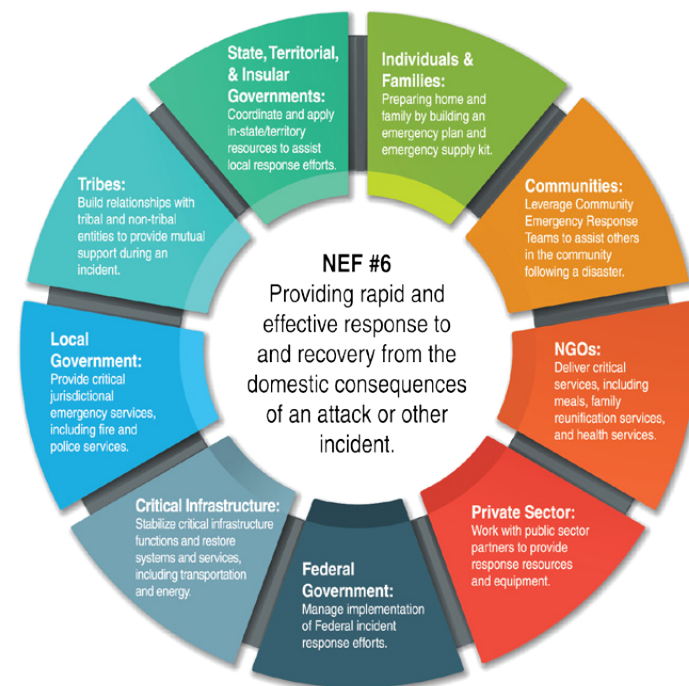 State, Territorial,
& Insular
Governments:
Coordinate and apply
in-state/territory
resources to assist
local response efforts.
Individuals &
Families:
Preparing home and
family by building an
emergency plan and
emergency supply kit.
Communities:
Leverage Community
Emergency Response
Teams to assist others
in the community
following a disaster.
NGOs:
Deliver critical
services, including
meals, family
reunification services,
and health services.
Private Sector:
Work with public sector
partners to provide
response resources
and equipment.
Federal
Government:
Manage implementation
of Federal incident
response efforts.
Critical Infrastructure:
Stabilize critical infrastructure
functions and restore
systems and services,
including transportation
and energy.
Local
Government:
Provide critical
jurisdictional
emergency services,
including fire and
police services.
Tribes:
Build relationships with
tribal and non-tribal
entities to provide mutual
support during an
incident.
NEF #6
Providing rapid and
effective response to
and recovery from the
domestic consequences
of an attack or other
incident.